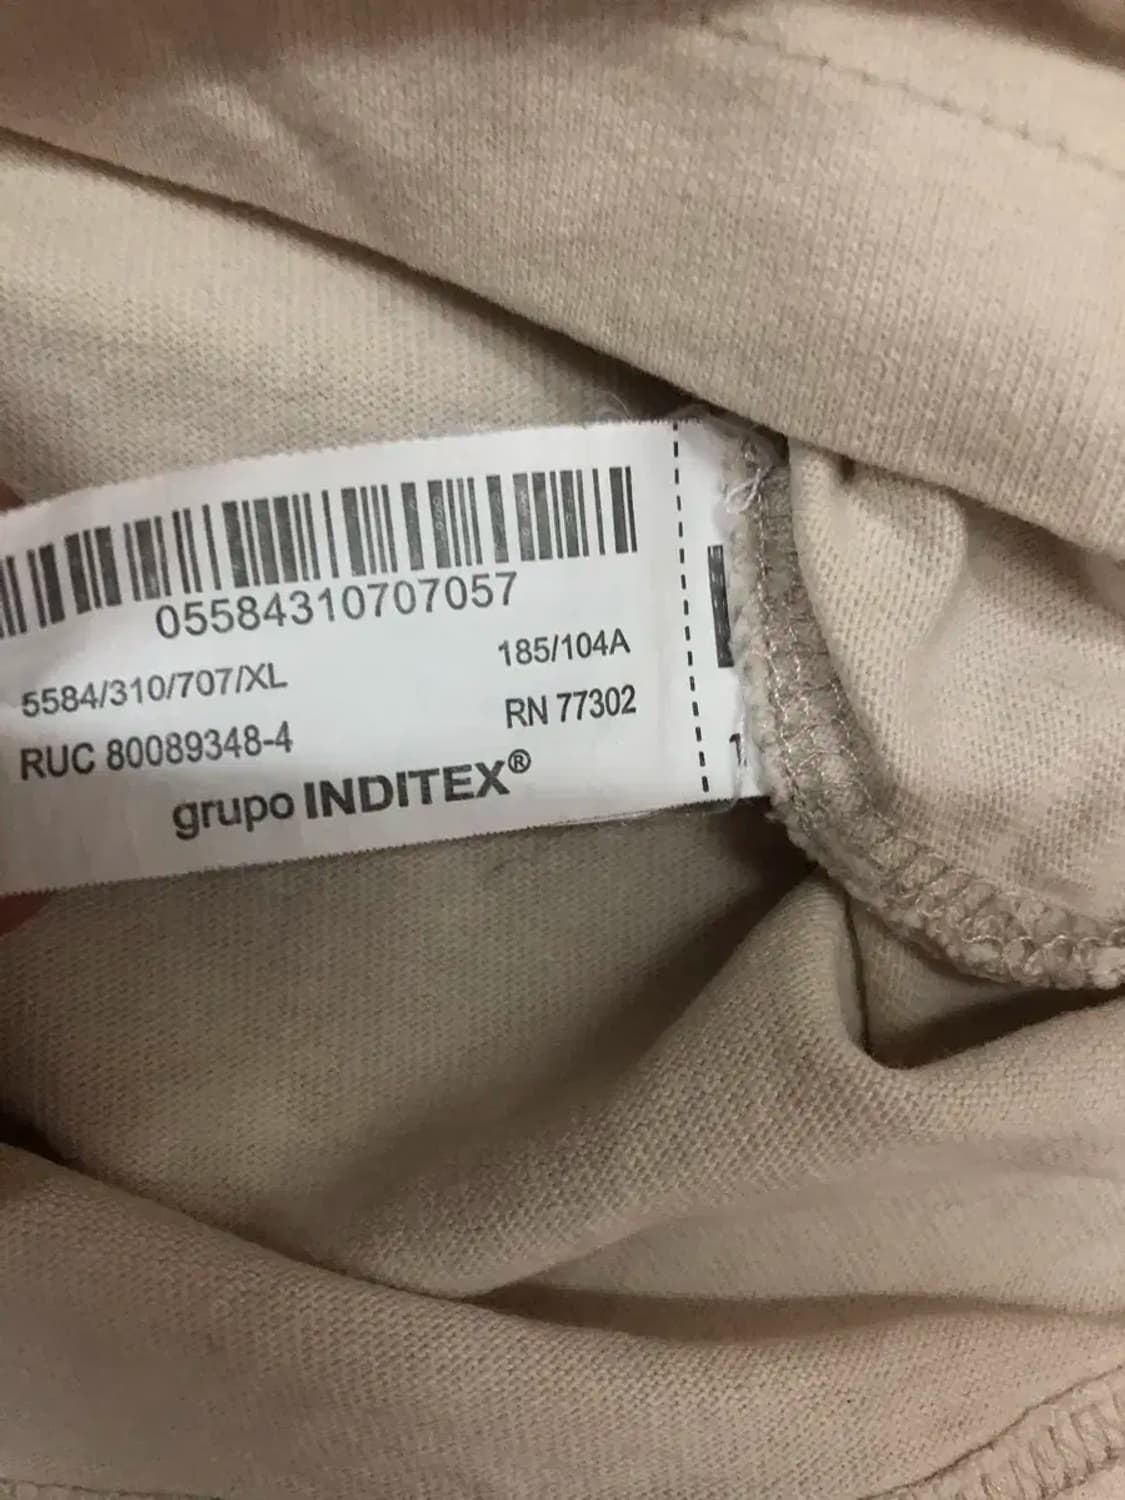 05584310707057
5584/310/707/XL 185/104A
RUC 80089348-4 RN 77302
grupo INDITEX®